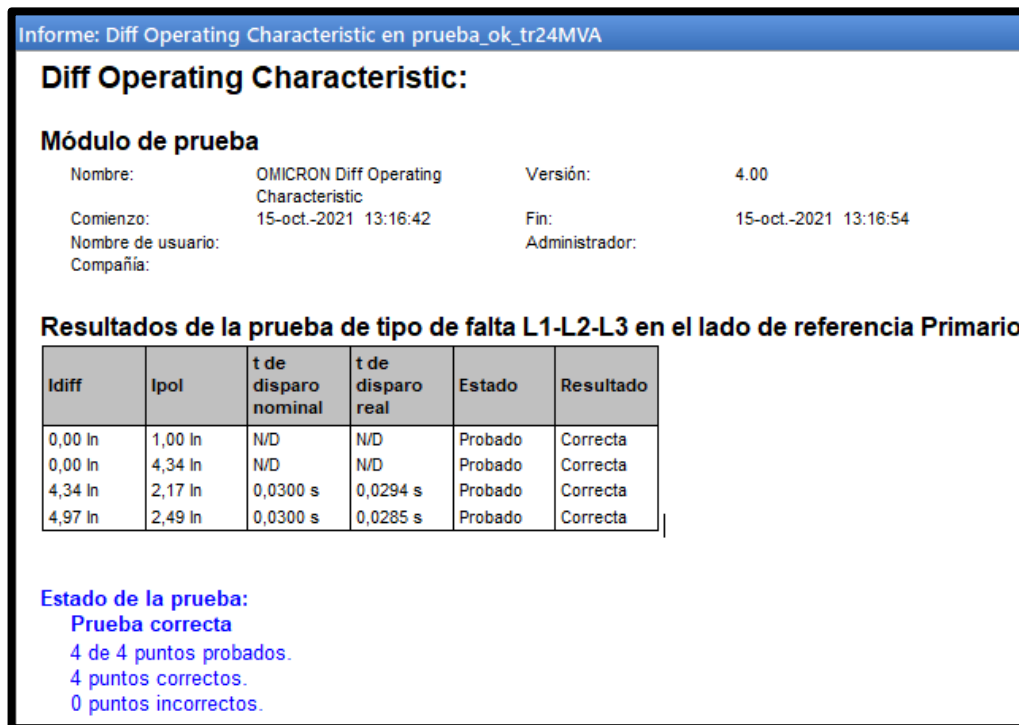 Informe: Diff Operating Characteristic en prueba_ok_tr24MVA
Diff Operating Characteristic:
Módulo de prueba
Nombre: OMICRON Diff Operating Characteristic Versión: 4.00
Comienzo: 15-oct.-2021 13:16:42 Fin: 15-oct.-2021 13:16:54
Nombre de usuario: Administrador:
Compañía:
Resultados de la prueba de tipo de falta L1-L2-L3 en el lado de referencia Primario
Idiff Ipol t de disparo nominal t de disparo real Estado Resultado
0,00 In 1,00 In N/D N/D Probado Correcta
0,00 In 4,34 In N/D N/D Probado Correcta
4,34 In 2,17 In 0,0300 s 0,0294 s Probado Correcta
4,97 In 2,49 In 0,0300 s 0,0285 s Probado Correcta
Estado de la prueba:
Prueba correcta
4 de 4 puntos probados.
4 puntos correctos.
0 puntos incorrectos.